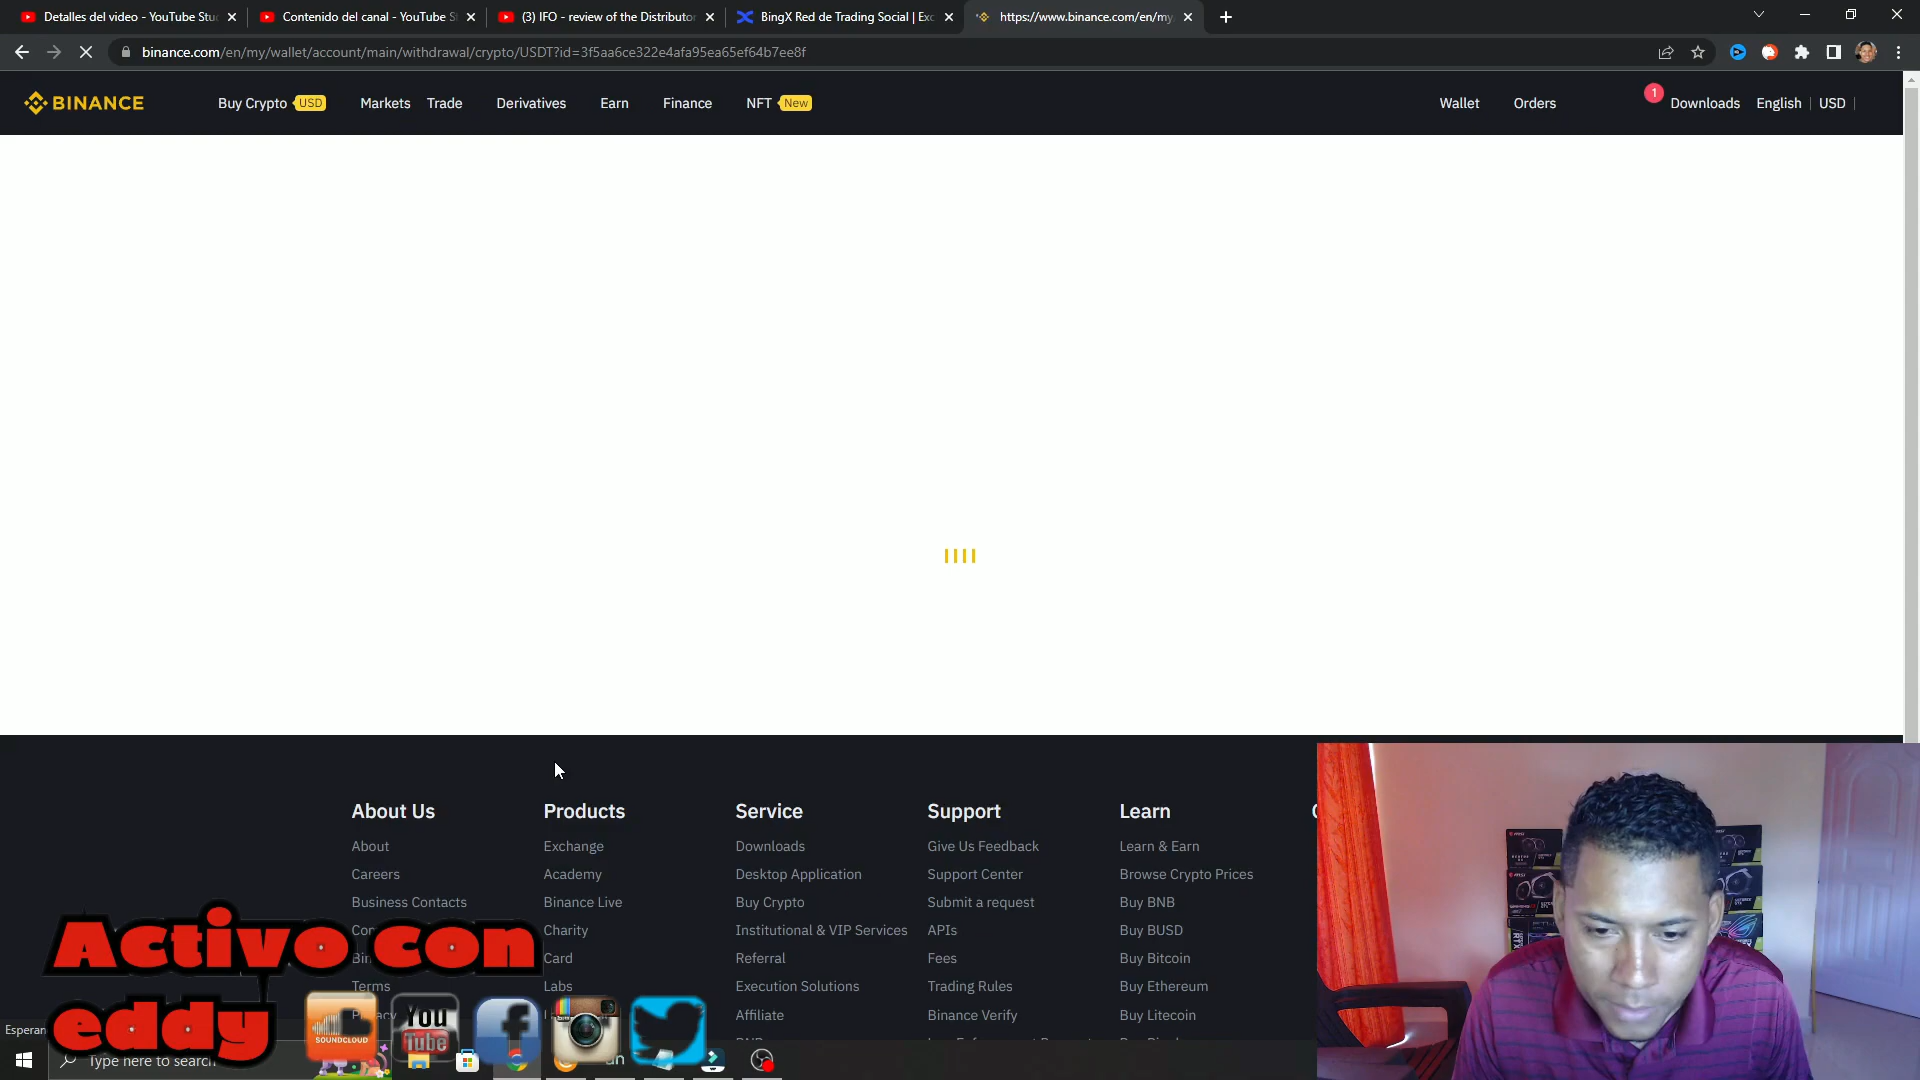 Detalles del video - YouTube Stu
Contenido del canal - YouTube S
(3) IFO - review of the Distributor
BingX Red de Trading Social | Exc
https://www.binance.com/en/my
binance.com/en/my/wallet/account/main/withdrawal/crypto/USDT?id=3f5aa6ce322e4afa95ea65ef64b7ee8f
BINANCE
Buy Crypto USD
Markets
Trade
Derivatives
Earn
Finance
NFT New
Wallet
Orders
1
Downloads
English
USD
About Us
About
Careers
Business Contacts
Terms
Products
Exchange
Academy
Binance Live
Charity
Card
Labs
Service
Downloads
Desktop Application
Buy Crypto
Institutional & VIP Services
Referral
Execution Solutions
Affiliate
Support
Give Us Feedback
Support Center
Submit a request
APIs
Fees
Trading Rules
Binance Verify
Learn
Learn & Earn
Browse Crypto Prices
Buy BNB
Buy BUSD
Buy Bitcoin
Buy Ethereum
Buy Litecoin
Activo con
eddy
SOUNDCLOUD
You
Tube
Esperan
Type here to search